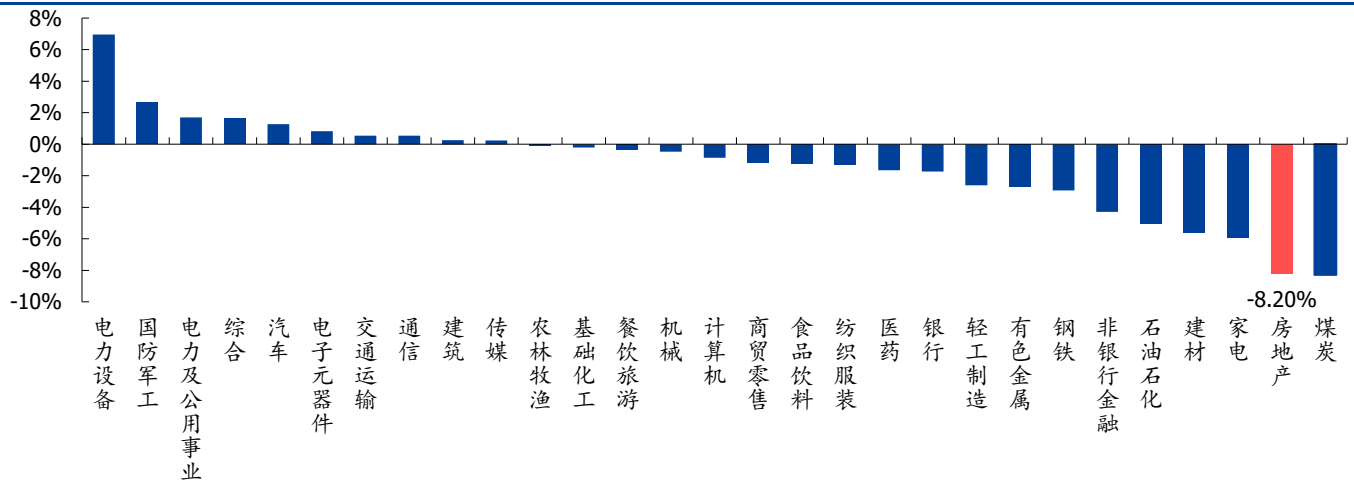 8%
6%
4%
2%
0%
-2%
-4%
-6%
-8%
-10%
-8.20%
电力设备
国防军工
电力及公用事业
综合
汽车
电子元器件
交通运输
通信
建筑
传媒
农林牧渔
基础化工
餐饮旅游
机械
计算机
商贸零售
食品饮料
纺织服装
医药
银行
轻工制造
有色金属
钢铁
非银行金融
石油石化
建材
家电
房地产
煤炭